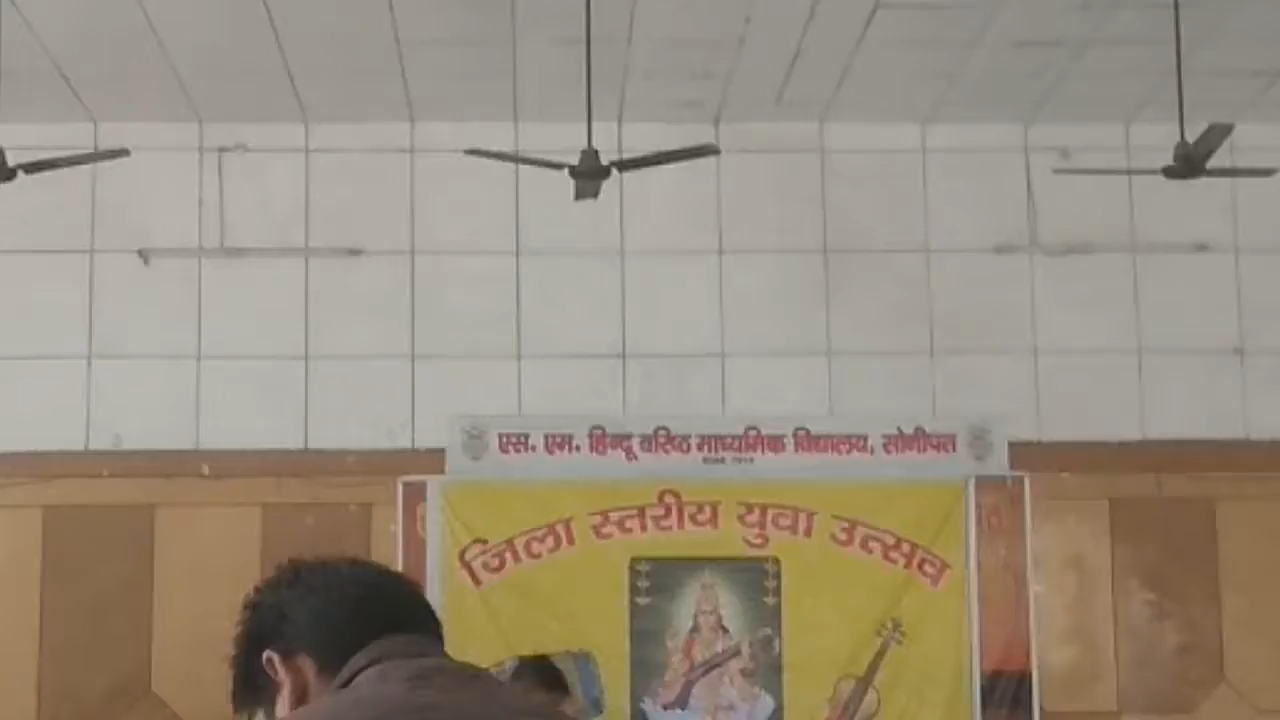 एस. एम. हिन्दू वरिष्ठ माध्यमिक विद्यालय, सोनीपत
जिला स्तरीय युवा उत्सव